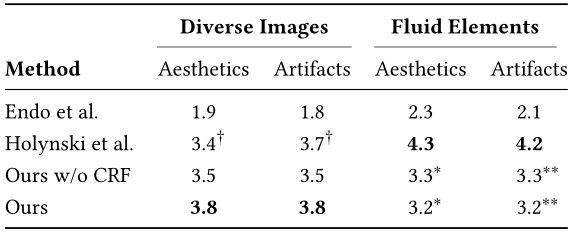 Diverse Images Fluid Elements
Method Aesthetics Artifacts Aesthetics Artifacts
Endo et al. 1.9 1.8 2.3 2.1
Holynski et al. 3.4† 3.7† 4.3 4.2
Ours w/o CRF 3.5 3.5 3.3* 3.3**
Ours 3.8 3.8 3.2* 3.2**